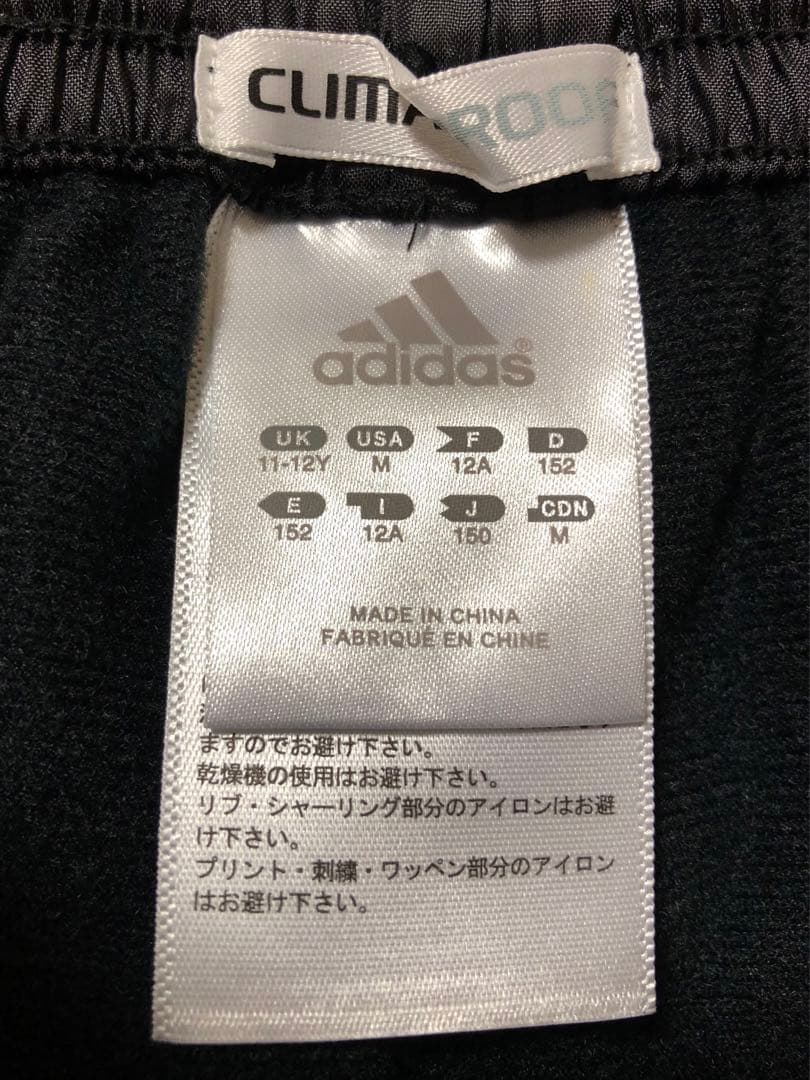 CLIMA ROOF
adidas®
UK USA F D
11-12Y M 12A 152
E I J CDN
152 12A 150 M
MADE IN CHINA
FABRIQUÉ EN CHINE
ますのでお避け下さい。
乾燥機の使用はお避け下さい。
リブ・シャーリング部分のアイロンはお避
け下さい。
プリント・刺繍・ワッペン部分のアイロン
はお避け下さい。